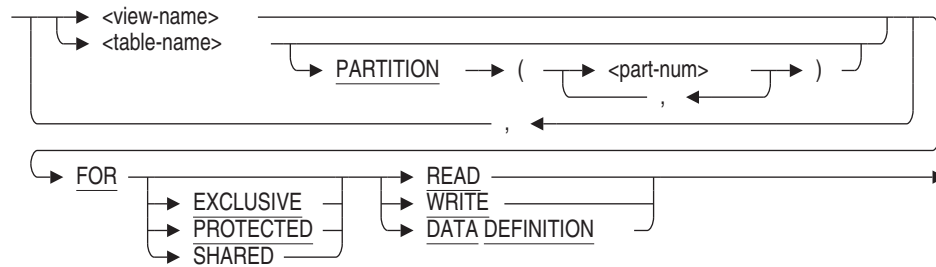 <view-name>
<table-name>
PARTITION ( <part-num> )
,
,
FOR READ
EXCLUSIVE WRITE
PROTECTED DATA DEFINITION
SHARED